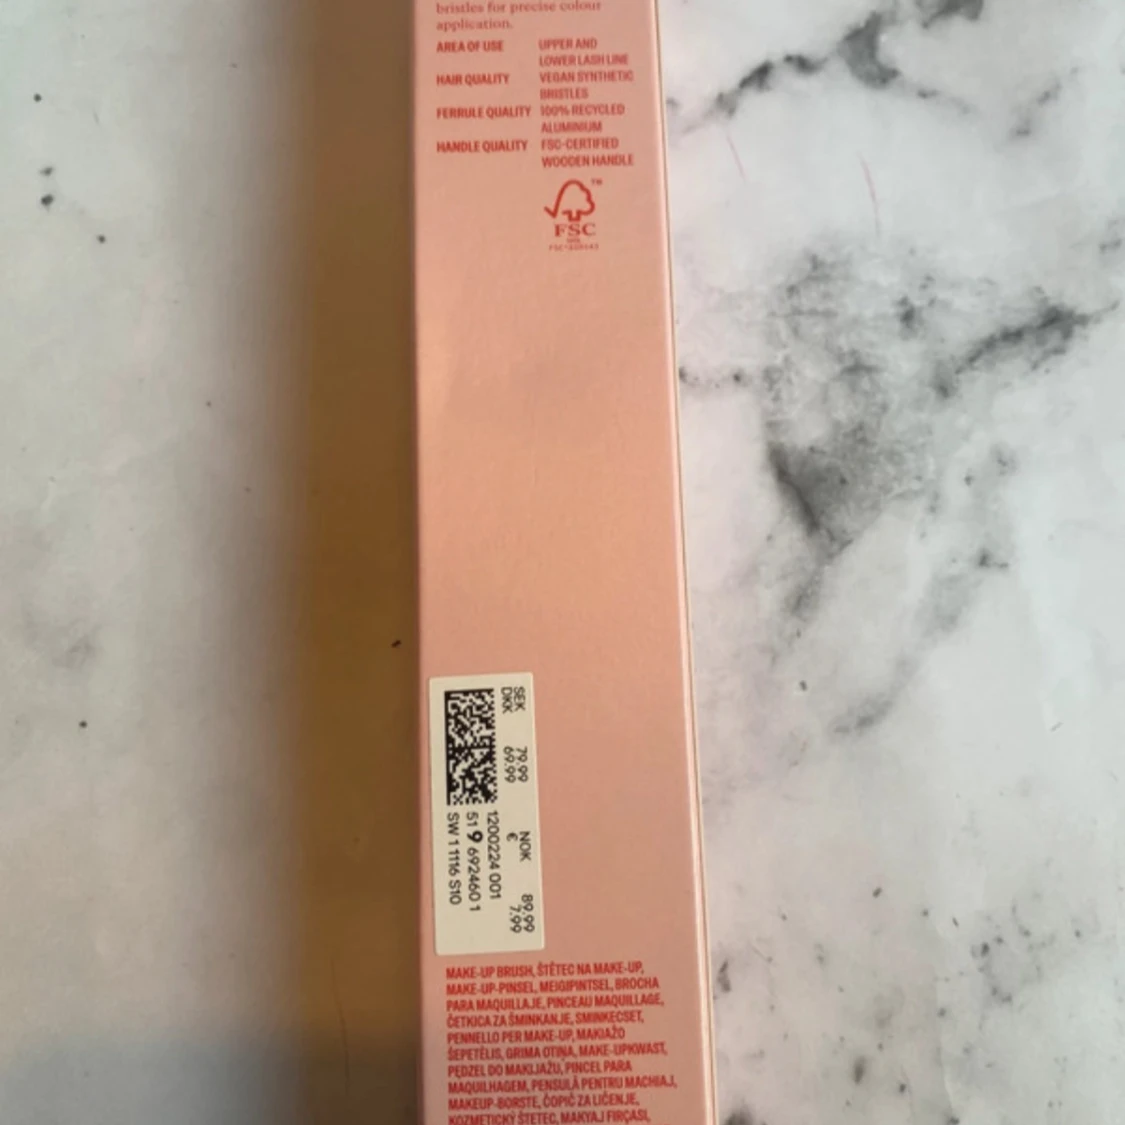 bristles for precise colour
application.
AREA OF USE UPPER AND
LOWER LASH LINE
HAIR QUALITY VEGAN SYNTHETIC
BRISTLES
FERRULE QUALITY 100% RECYCLED
ALUMINIUM
HANDLE QUALITY FSC-CERTIFIED
WOODEN HANDLE
™
FSC
SEK 79.99 NOK 89.99
DKK 69.99 € 7.99
1200224 001
51 9 692460 1
SW 1 1116 S10
MAKE-UP BRUSH, ŠTĚTEC NA MAKE-UP,
MAKE-UP-PINSEL, MEIGIPINTSEL, BROCHA
PARA MAQUILLAJE, PINCEAU MAQUILLAGE,
ČETKICA ZA ŠMINKANJE, SMINKECSET,
PENNELLO PER MAKE-UP, MAKIAŽO
ŠEPETĖLIS, GRIMA OTIŅA, MAKE-UPKWAST,
PĘDZEL DO MAKIJAŻU, PINCEL PARA
MAQUILHAGEM, PENSULĂ PENTRU MACHIAJ,
MAKEUP-BORSTE, ČOPIČ ZA LIČENJE,
KOZMETICKÝ ŠTETEC, MAKYAJ FIRÇASI,